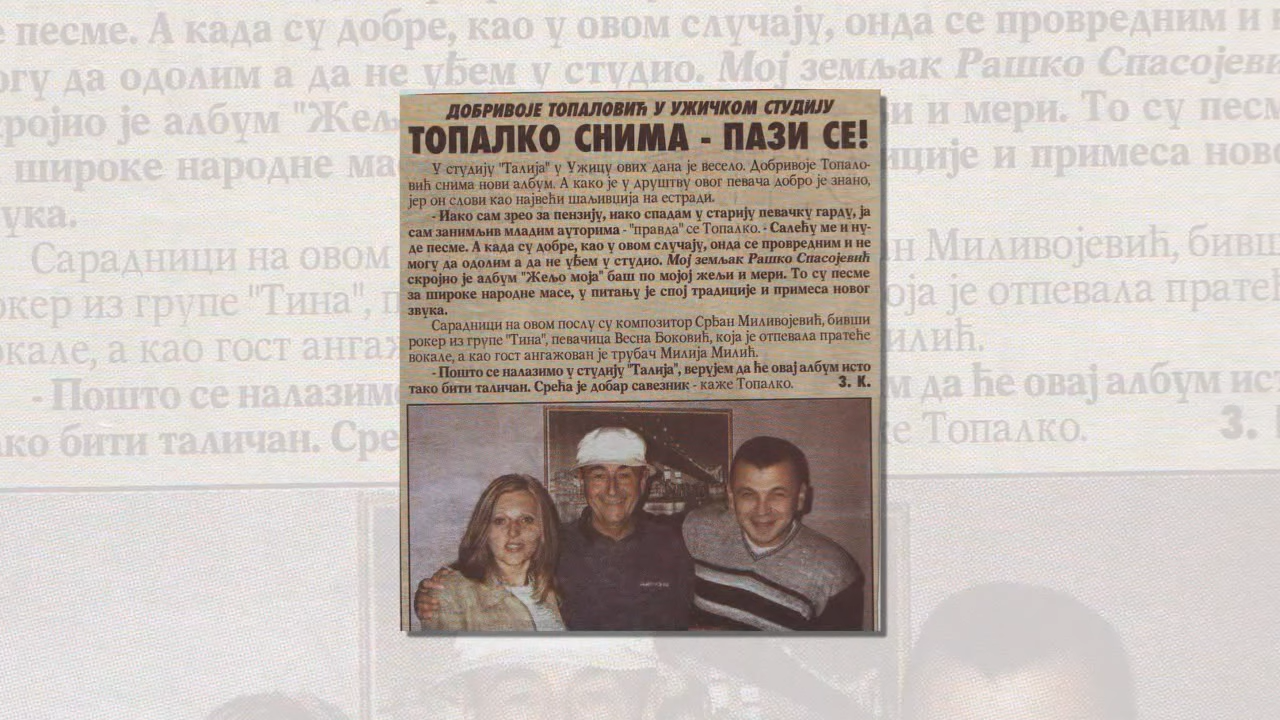 ДОБРИВОЈЕ ТОПАЛОВИЋ У УЖИЧКОМ СТУДИЈУ
ТОПАЛКО СНИМА - ПАЗИ СЕ!
У студију "Талија" у Ужицу ових дана је весело. Добривоје Топало-
вић снима нови албум. А како је у друштву овог певача добро је знано,
јер он слови као највећи шаљивција на естради.
- Иако сам зрео за пензију, иако спадам у старију певачку гарду, ја
сам занимљив младим ауторима - "правда" се Топалко. - Салећу ме и ну-
де песме. А када су добре, као у овом случају, онда се провредним и не
могу да одолим а да не уђем у студио. Мој земљак Рашко Спасојевић
скројио је албум "Жељо моја" баш по мојој жељи и мери. То су песме
за широке народне масе, у питању је спој традиције и примеса новог
звука.
Сарадници на овом послу су композитор Срђан Миливојевић, бивши
рокер из групе "Тина", певачица Весна Боковић, која је отпевала пратеће
вокале, а као гост ангажован је трубач Милија Милић.
- Пошто се налазимо у студију "Талија", верујем да ће овај албум исто
тако бити таличан. Срећа је добар савезник - каже Топалко. З. К.